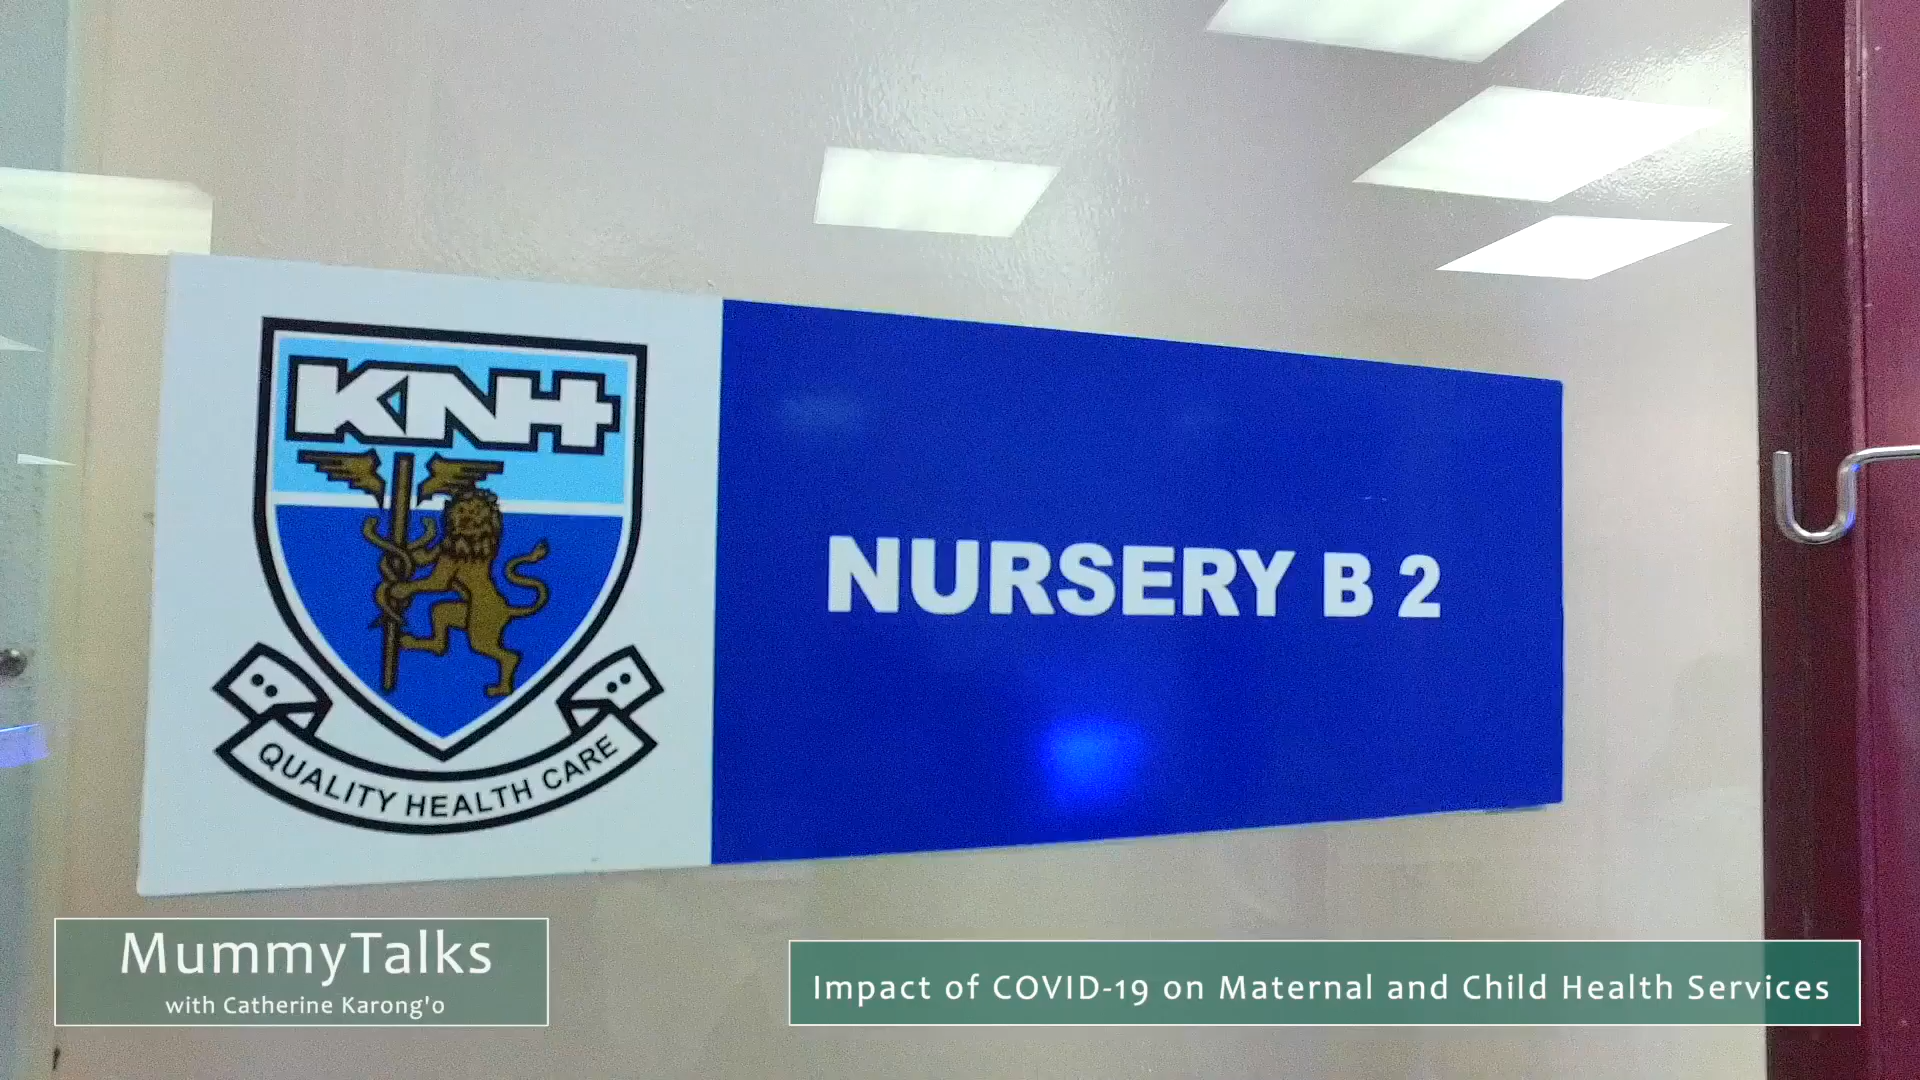 KNH
QUALITY HEALTH CARE
NURSERY B 2
MummyTalks
with Catherine Karong'o
Impact of COVID-19 on Maternal and Child Health Services